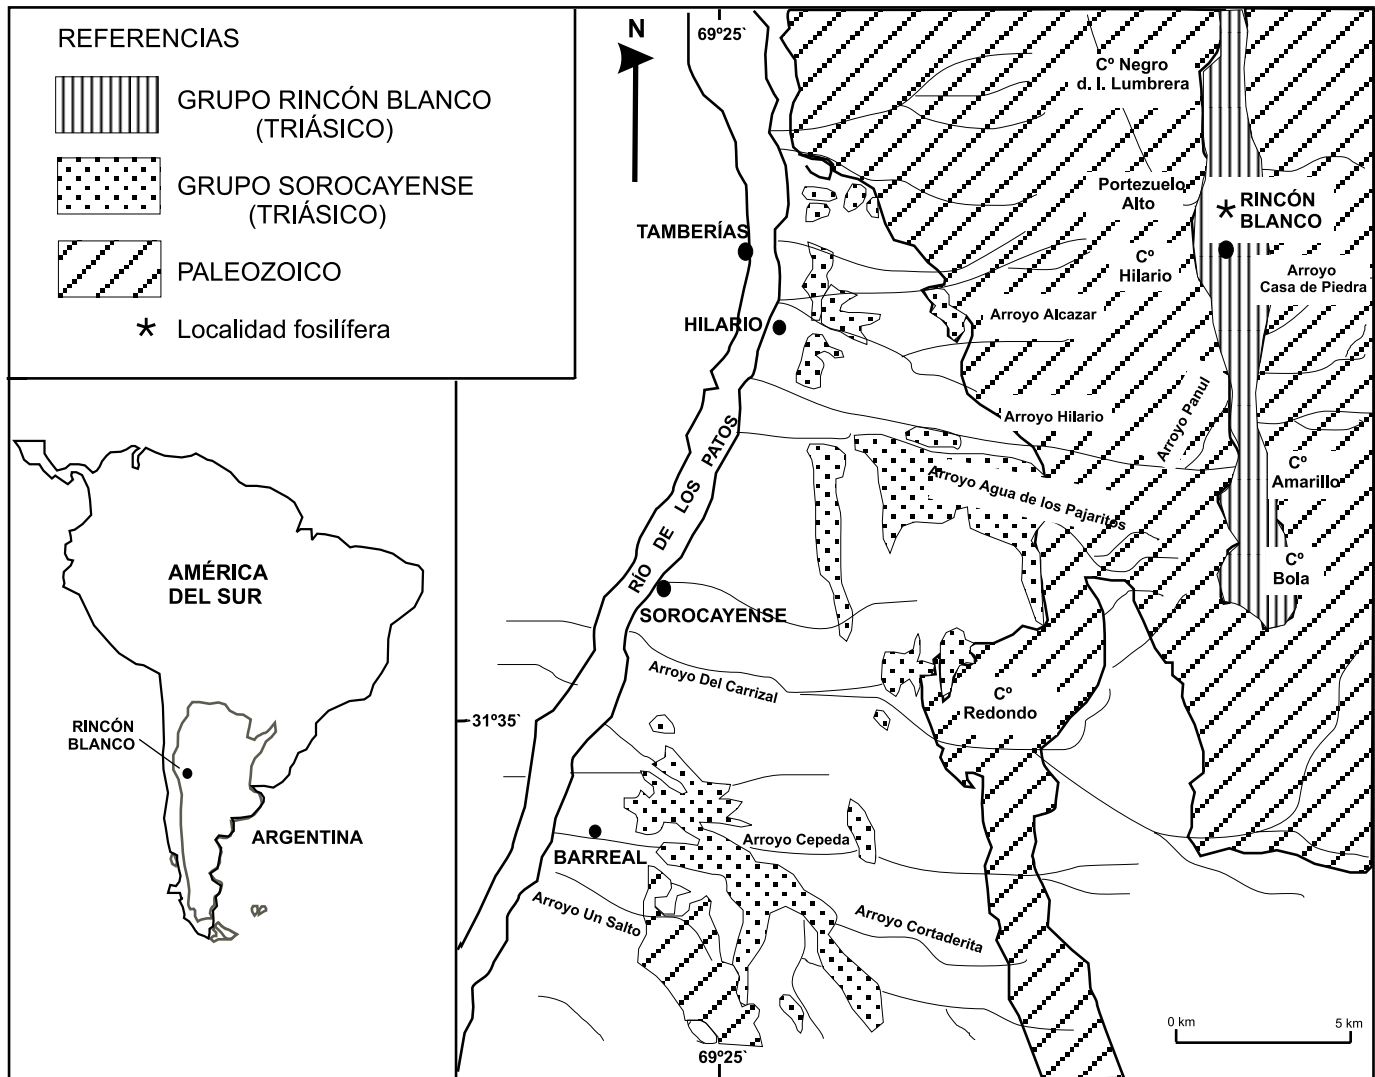 REFERENCIAS
GRUPO RINCÓN BLANCO
(TRIÁSICO)
GRUPO SOROCAYENSE
(TRIÁSICO)
PALEOZOICO
* Localidad fosilífera
N
69º25`
Cº Negro
d. l. Lumbrera
Portezuelo
Alto
* RINCÓN
BLANCO
TAMBERÍAS
Cº
Hilario
Arroyo
Casa de Piedra
HILARIO
Arroyo Alcazar
Arroyo Hilario
Arroyo Panul
RÍO DE LOS PATOS
Cº
Amarillo
Arroyo Agua de los Pajaritos
Cº
Bola
SOROCAYENSE
Arroyo Del Carrizal
Cº
Redondo
31º35`
BARREAL
Arroyo Cepeda
Arroyo Un Salto
Arroyo Cortaderita
69º25`
0 km
5 km
AMÉRICA
DEL SUR
RINCÓN
BLANCO
ARGENTINA